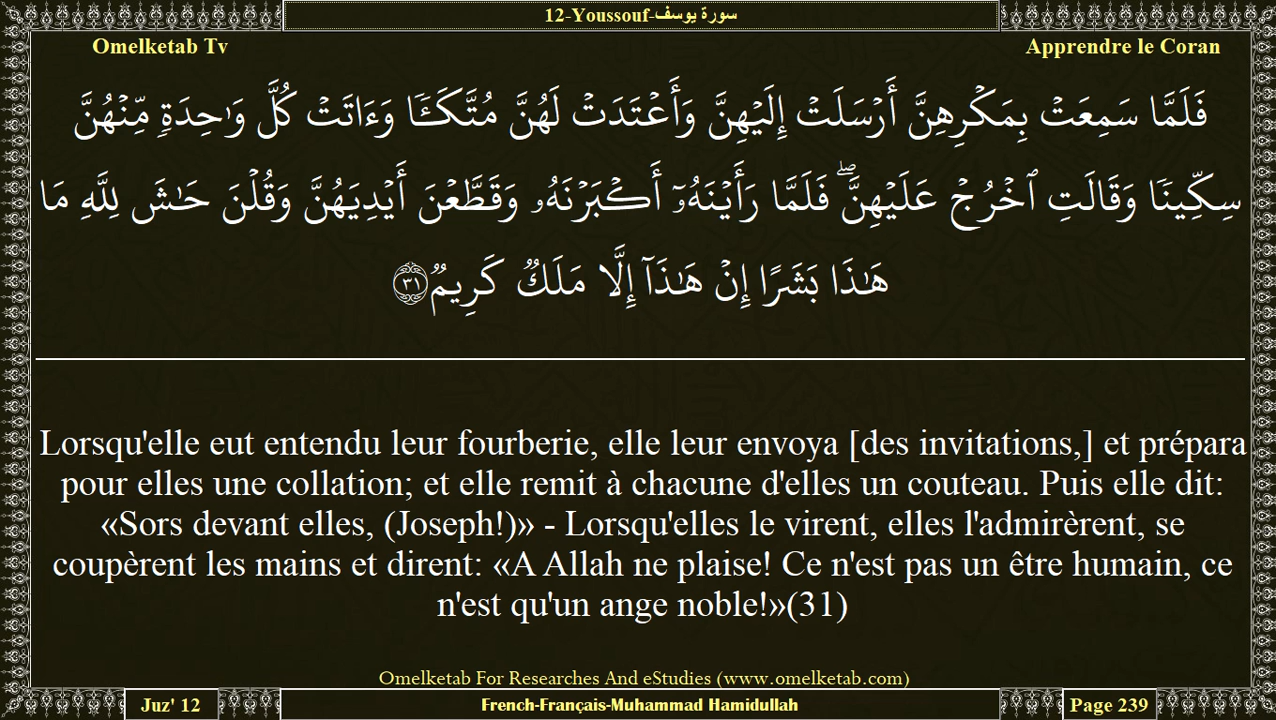 12-Youssouf-سورة يوسف
Omelketab Tv
Apprendre le Coran
فَلَمَّا سَمِعَتۡ بِمَكۡرِهِنَّ أَرۡسَلَتۡ إِلَيۡهِنَّ وَأَعۡتَدَتۡ لَهُنَّ مُتَّكَـٔٗا وَءَاتَتۡ كُلَّ وَٰحِدَةٖ مِّنۡهُنَّ
سِكِّينٗا وَقَالَتِ ٱخۡرُجۡ عَلَيۡهِنَّۖ فَلَمَّا رَأَيۡنَهُۥٓ أَكۡبَرۡنَهُۥ وَقَطَّعۡنَ أَيۡدِيَهُنَّ وَقُلۡنَ حَٰشَ لِلَّهِ مَا
هَٰذَا بَشَرًا إِنۡ هَٰذَآ إِلَّا مَلَكٞ كَرِيمٞ ٣١
Lorsqu'elle eut entendu leur fourberie, elle leur envoya [des invitations,] et prépara
pour elles une collation; et elle remit à chacune d'elles un couteau. Puis elle dit:
«Sors devant elles, (Joseph!)» - Lorsqu'elles le virent, elles l'admirèrent, se
coupèrent les mains et dirent: «A Allah ne plaise! Ce n'est pas un être humain, ce
n'est qu'un ange noble!»(31)
Omelketab For Researches And eStudies (www.omelketab.com)
Juz' 12
French-Français-Muhammad Hamidullah
Page 239